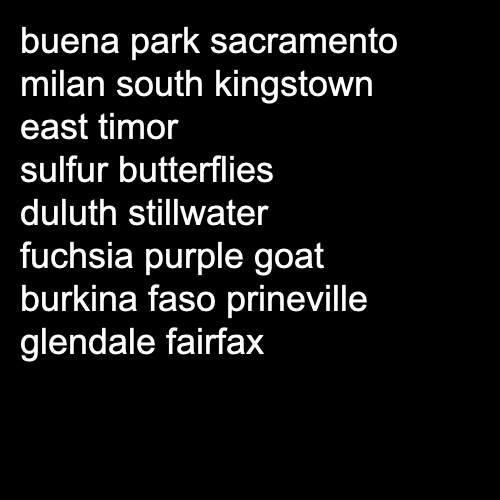 buena park sacramento
milan south kingstown
east timor
sulfur butterflies
duluth stillwater
fuchsia purple goat
burkina faso prineville
glendale fairfax